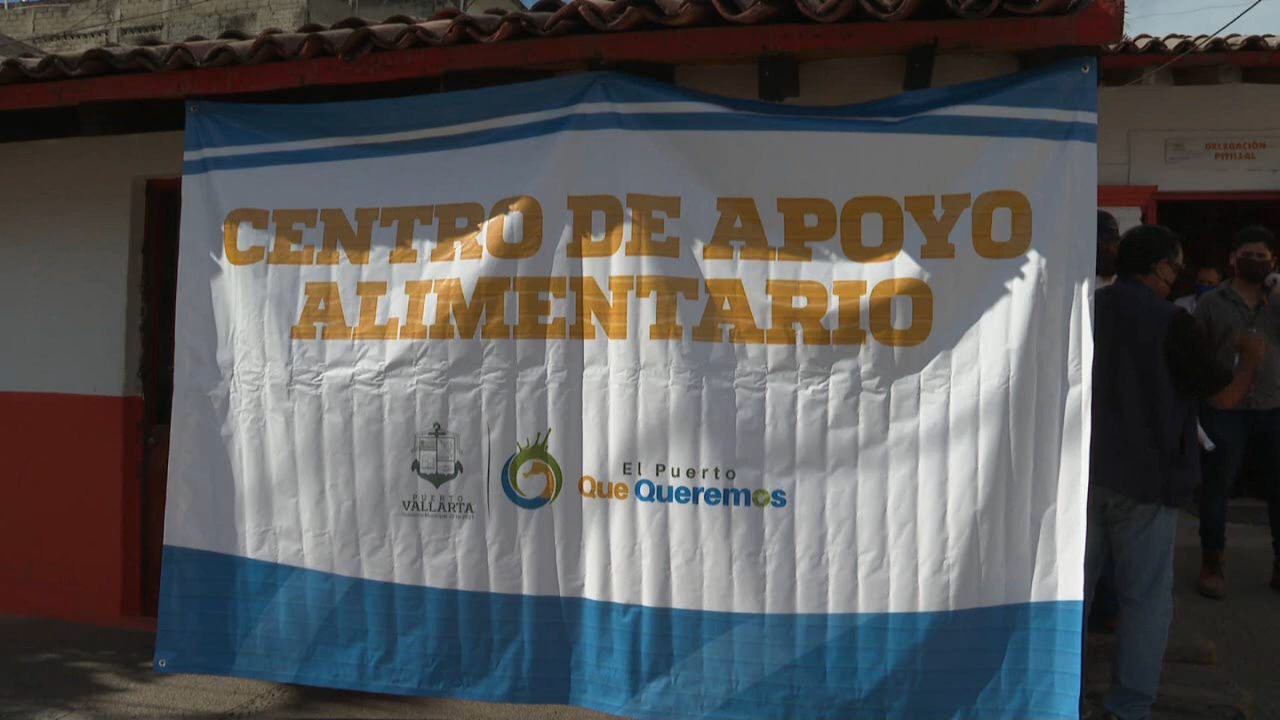 CENTRO DE APOYO
ALIMENTARIO
PUERTO
VALLARTA
El Puerto
Que Queremos
DELEGACIÓN
PITILLAL